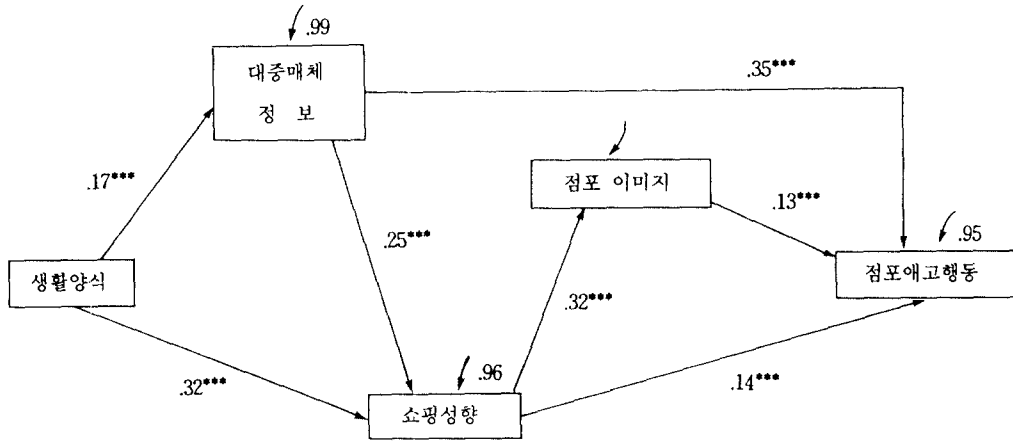 .99
대중매체
정 보
.35***
점포 이미지
.17***
.13***
.95
.25***
점포애고행동
생활양식
.32***
.32***
.96
.14***
쇼핑성향